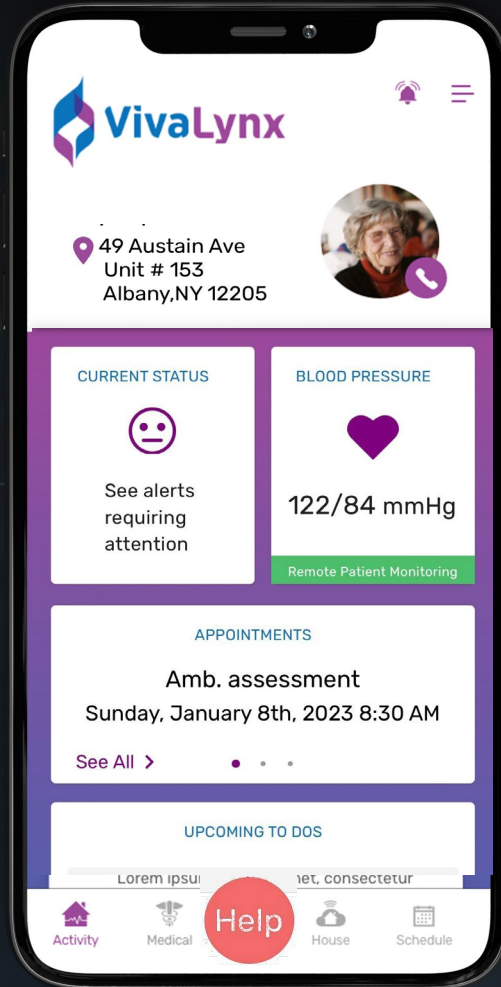 VivaLynx
49 Austain Ave
Unit # 153
Albany,NY 12205
CURRENT STATUS
See alerts
requiring
attention
BLOOD PRESSURE
122/84 mmHg
Remote Patient Monitoring
APPOINTMENTS
Amb. assessment
Sunday, January 8th, 2023 8:30 AM
See All
UPCOMING TO DOS
Lorem consectetur
Activity
Medical
Help
House
Schedule